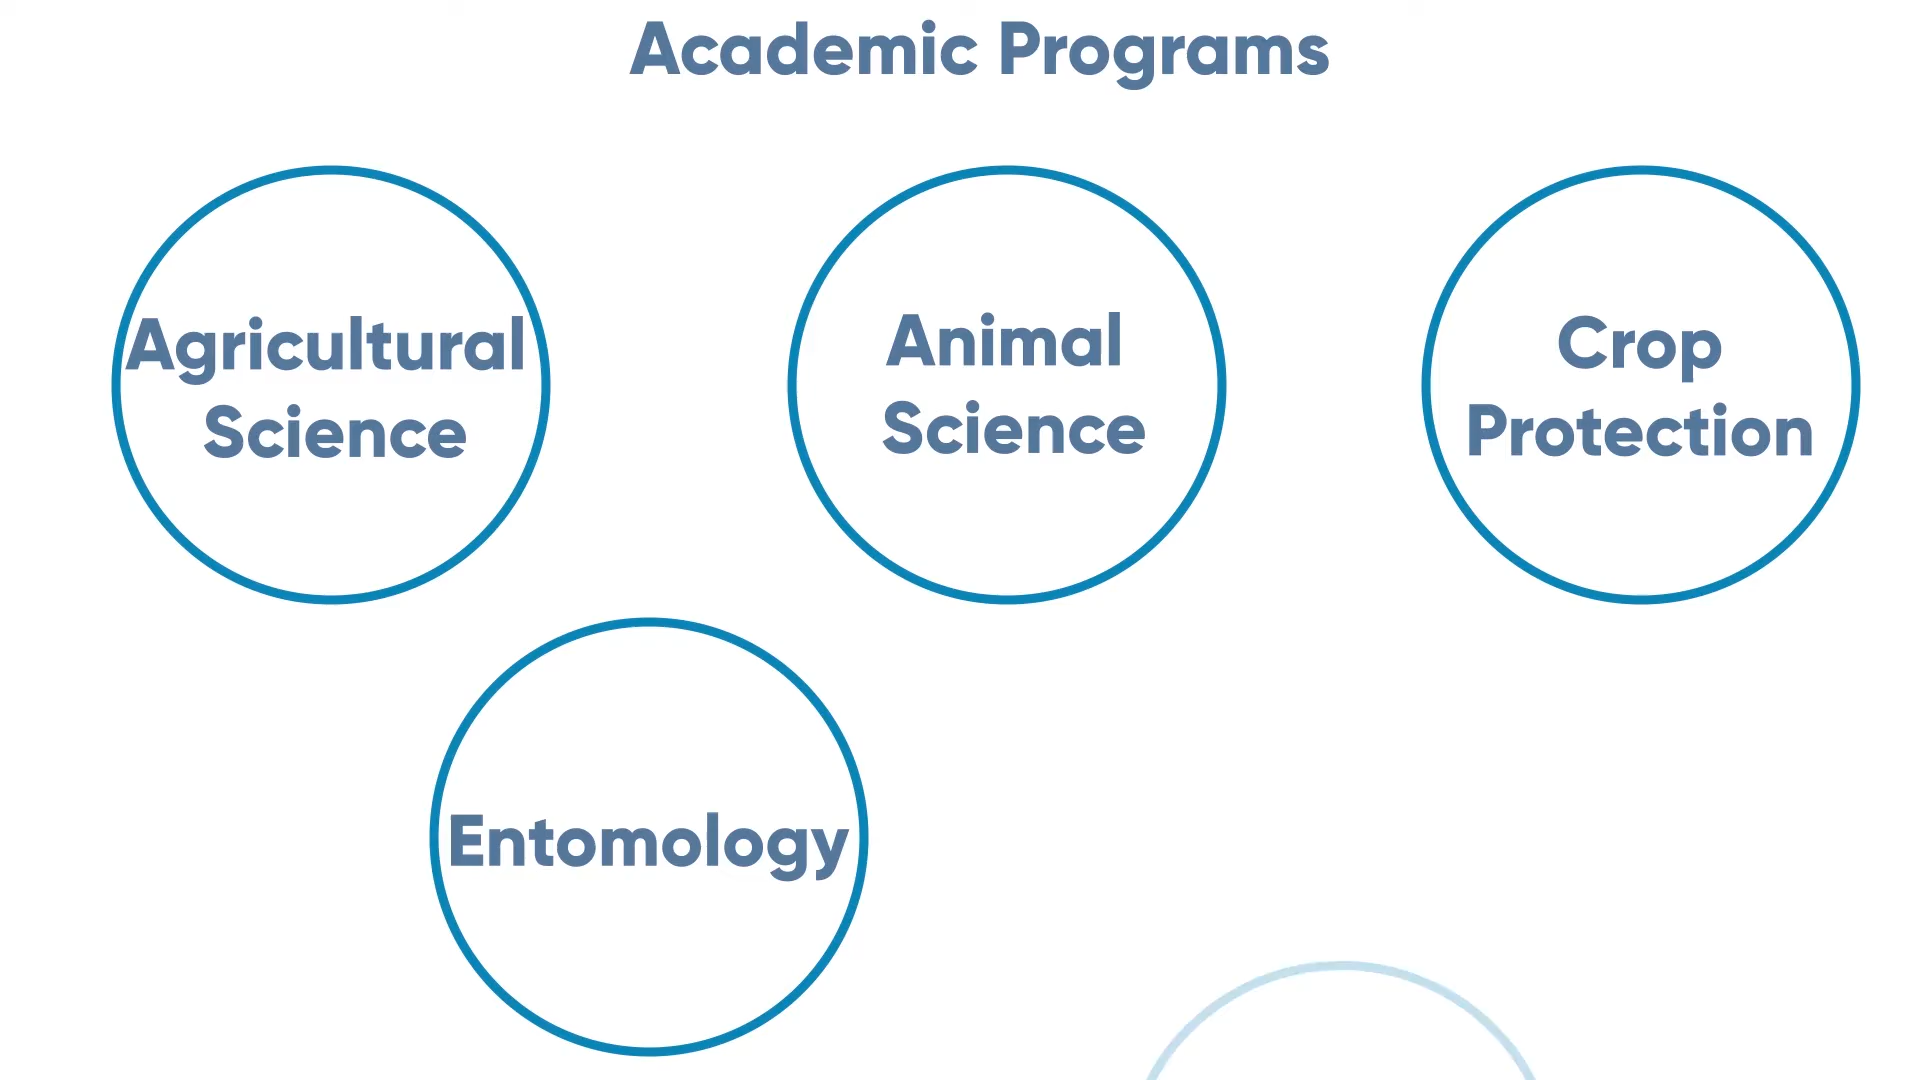 Academic Programs
Agricultural
Science
Animal
Science
Crop
Protection
Entomology